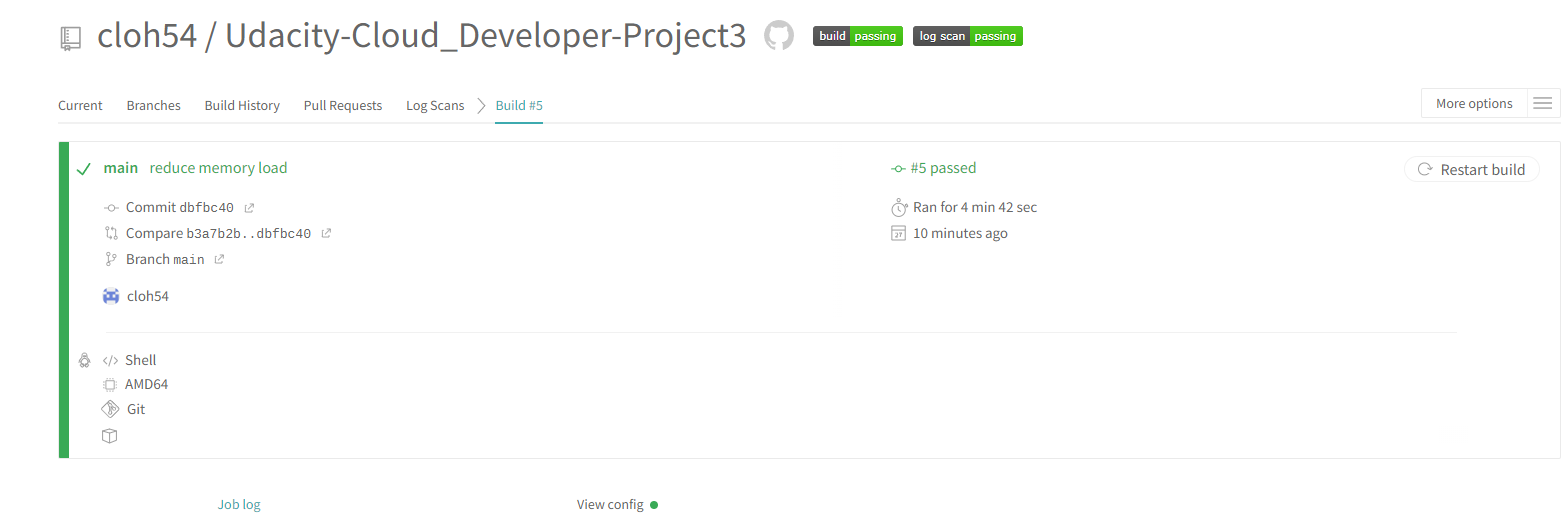 cloh54 / Udacity-Cloud_Developer-Project3 build passing log scan passing
Current Branches Build History Pull Requests Log Scans Build #5 More options
main reduce memory load #5 passed Restart build
Commit dbfbc40 Ran for 4 min 42 sec
Compare b3a7b2b..dbfbc40 27 10 minutes ago
Branch main
cloh54
</> Shell
AMD64
Git
Job log View config